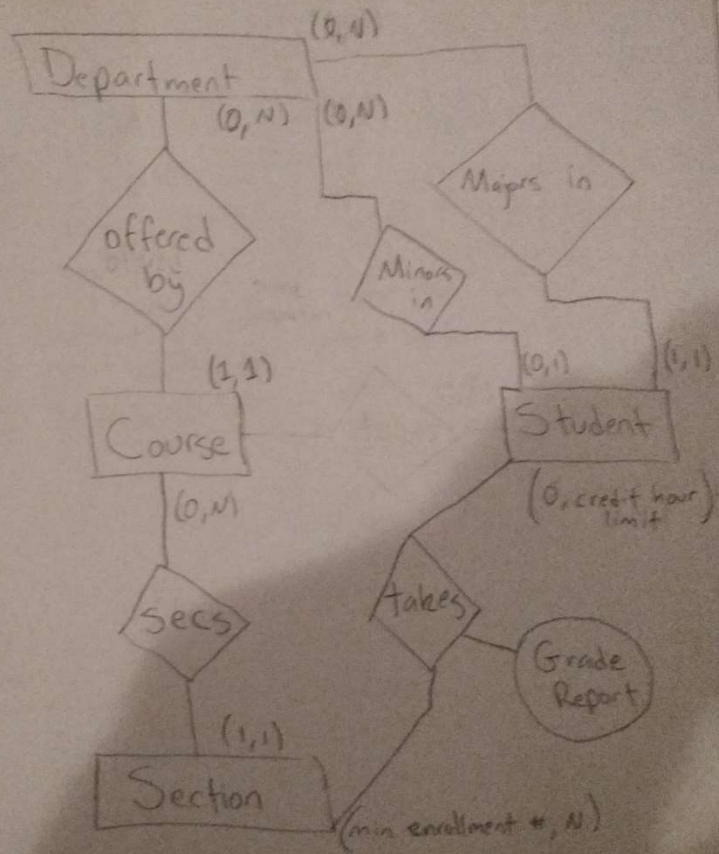 (0,N)
Department
(0,N)
(0,N)
Majors in
offered
by
Minors
in
(1,1)
(0,1)
(1,1)
Course
Student
(0,N)
(0, credit hour
limit)
secs
takes
Grade
Report
(1,1)
Section
(min enrollment #, N)